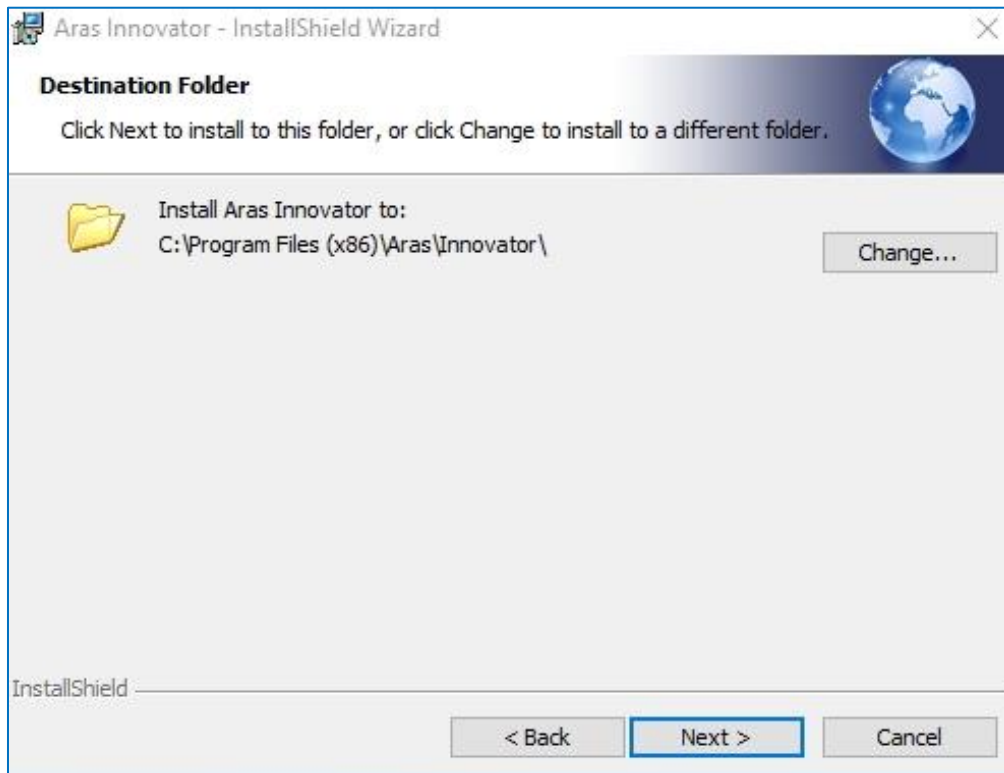 Aras Innovator - InstallShield Wizard
Destination Folder
Click Next to install to this folder, or click Change to install to a different folder.
Install Aras Innovator to:
C:\Program Files (x86)\Aras\Innovator\
Change...
InstallShield
< Back
Next >
Cancel